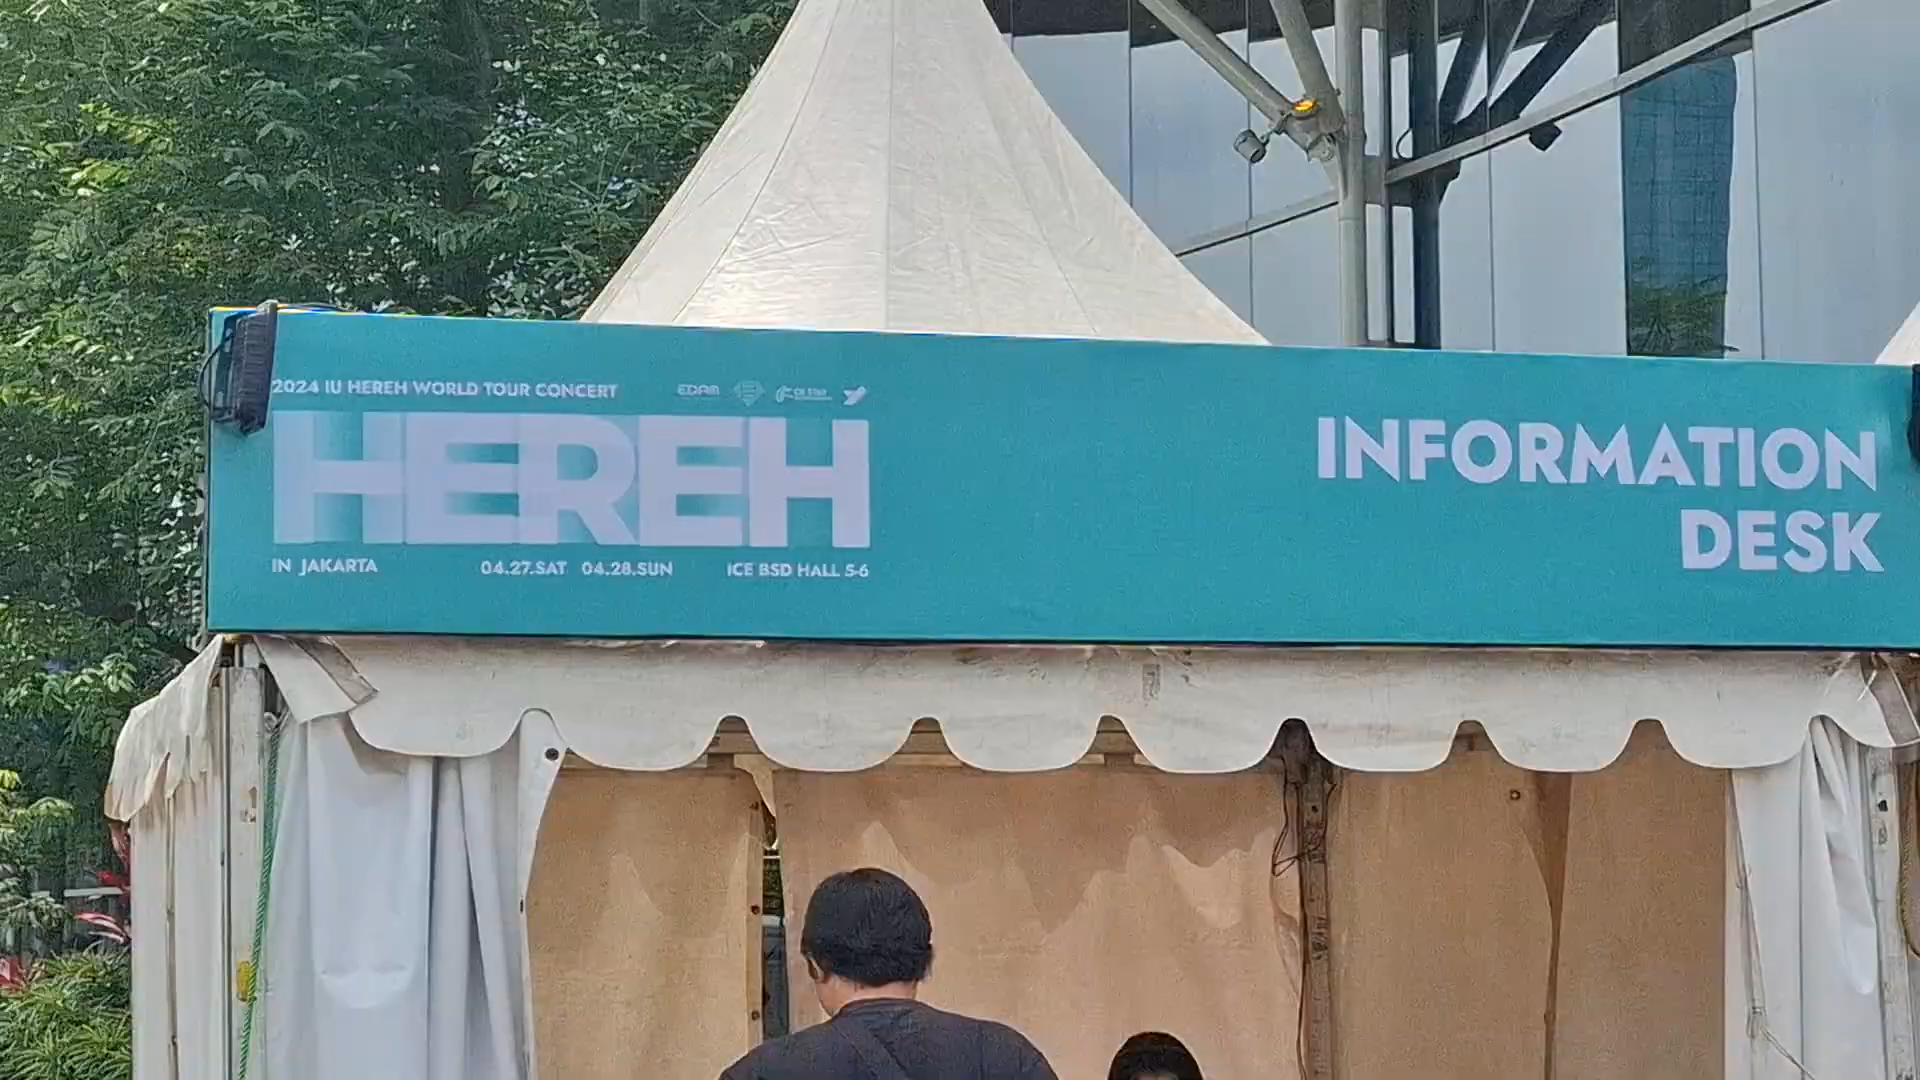 2024 IU HEREH WORLD TOUR CONCERT
EDAM
HEREH
IN JAKARTA 04.27.SAT 04.28.SUN ICE BSD HALL 5-6
INFORMATION
DESK